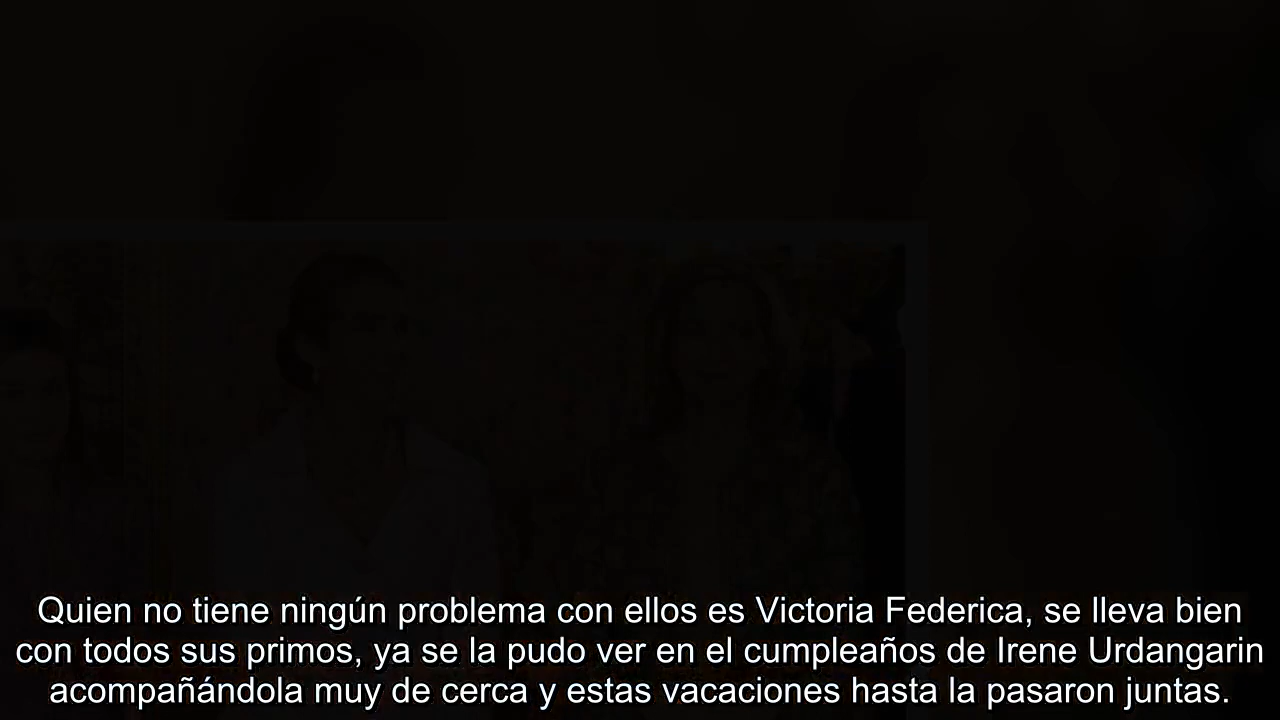 Quien no tiene ningún problema con ellos es Victoria Federica, se lleva bien
con todos sus primos, ya se la pudo ver en el cumpleaños de Irene Urdangarin
acompañándola muy de cerca y estas vacaciones hasta la pasaron juntas.